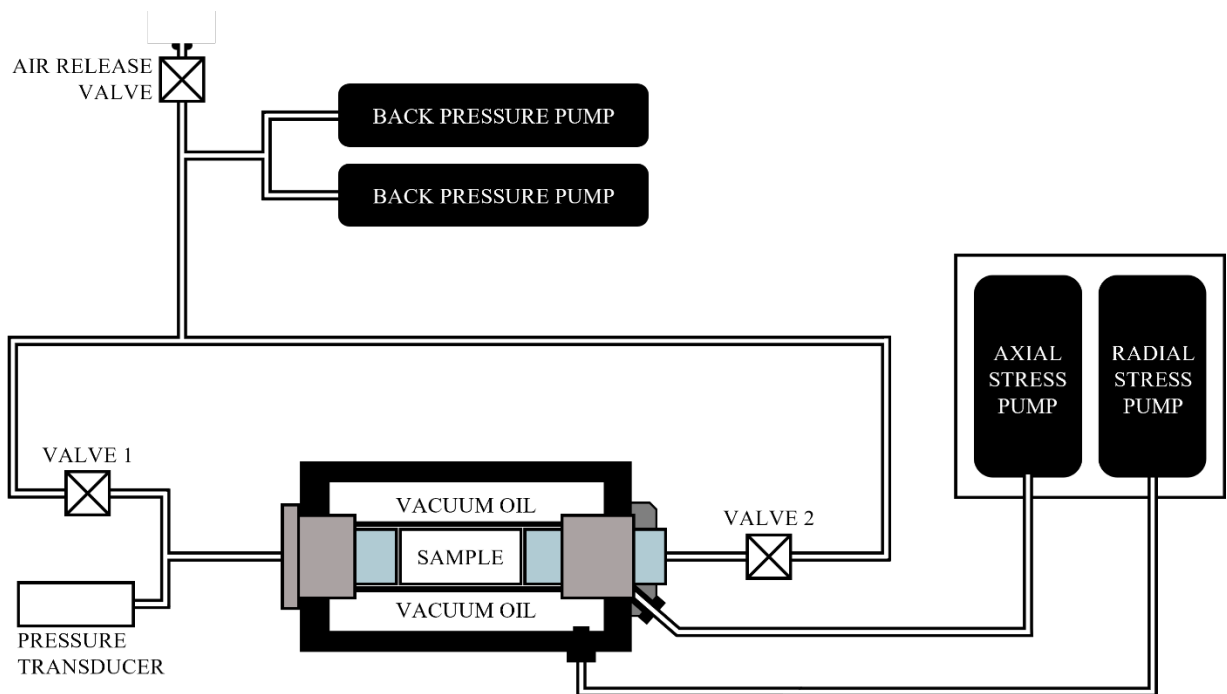 AIR RELEASE
VALVE
BACK PRESSURE PUMP
BACK PRESSURE PUMP
AXIAL
STRESS
PUMP
RADIAL
STRESS
PUMP
VALVE 1
VACUUM OIL
VALVE 2
SAMPLE
VACUUM OIL
PRESSURE
TRANSDUCER